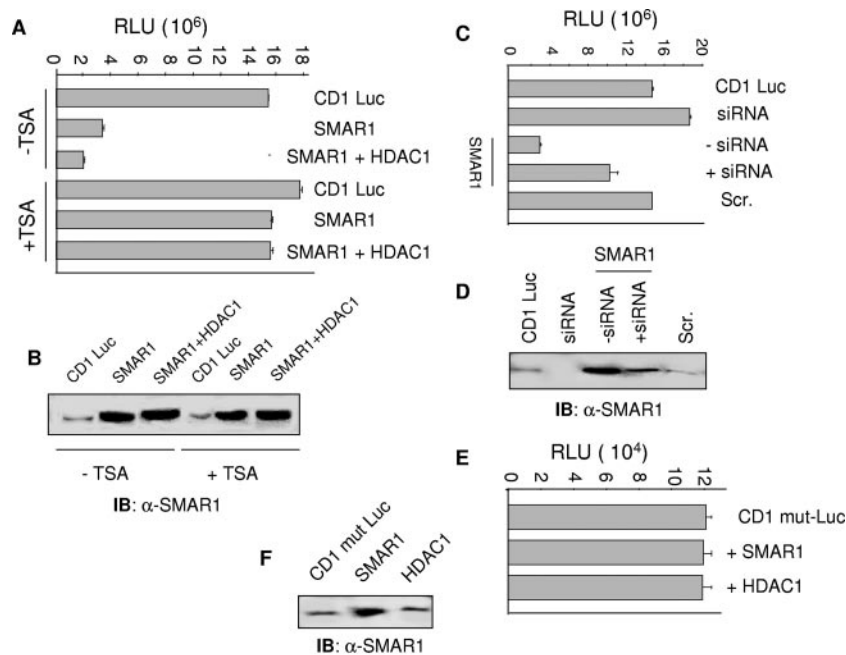 A
RLU (10⁶)
0 2 4 6 8 10 12 14 16 18
-TSA
CD1 Luc
SMAR1
SMAR1 + HDAC1
+TSA
CD1 Luc
SMAR1
SMAR1 + HDAC1
B
CD1 Luc
SMAR1
SMAR1+HDAC1
CD1 Luc
SMAR1
SMAR1+HDAC1
- TSA
+ TSA
IB: α-SMAR1
C
RLU (10⁶)
0 4 8 12 16 20
CD1 Luc
siRNA
SMAR1
- siRNA
+ siRNA
Scr.
D
SMAR1
CD1 Luc
siRNA
-siRNA
+siRNA
Scr.
IB: α-SMAR1
E
RLU ( 10⁴)
0 2 4 6 8 10 12
CD1 mut-Luc
+ SMAR1
+ HDAC1
F
CD1 mut Luc
SMAR1
HDAC1
IB: α-SMAR1